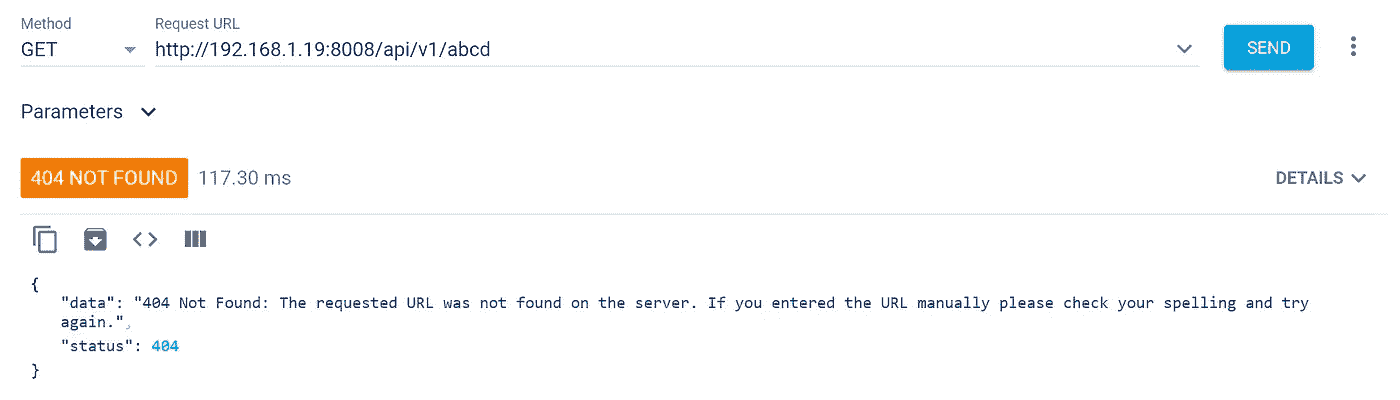 Method
Request URL
GET
http://192.168.1.19:8008/api/v1/abcd
SEND
Parameters
404 NOT FOUND
117.30 ms
DETAILS
{
"data": "404 Not Found: The requested URL was not found on the server. If you entered the URL manually please check your spelling and try
again.",
"status": 404
}